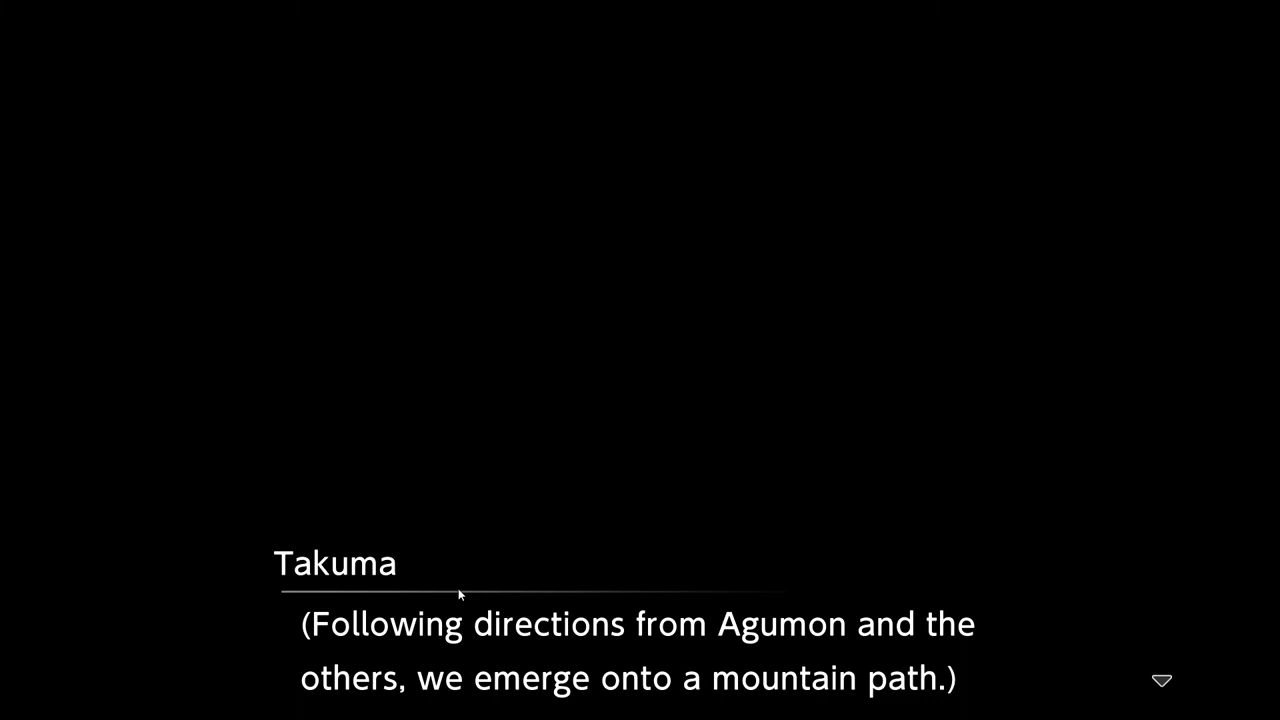 Takuma
(Following directions from Agumon and the
others, we emerge onto a mountain path.)